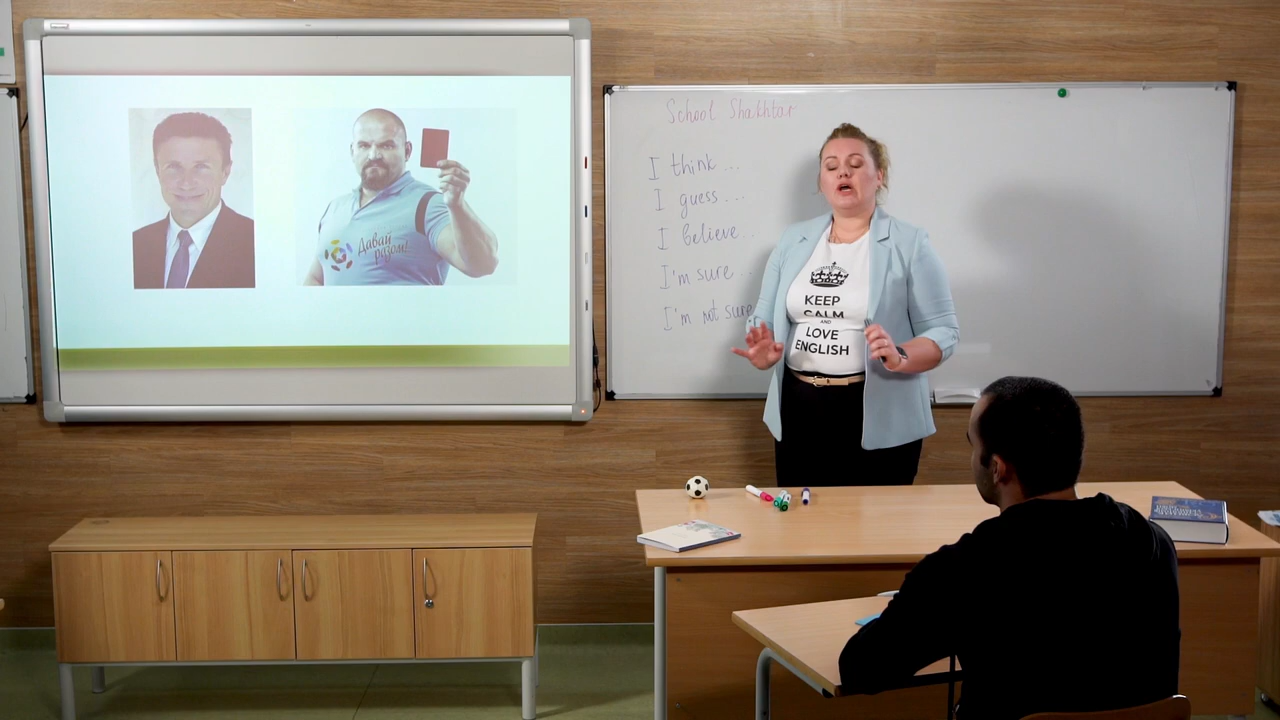 Давай
разом!
School Shakhtar
I think ...
I guess ...
I believe ..
I'm sure ..
I'm not sure
KEEP
CALM
AND
LOVE
ENGLISH